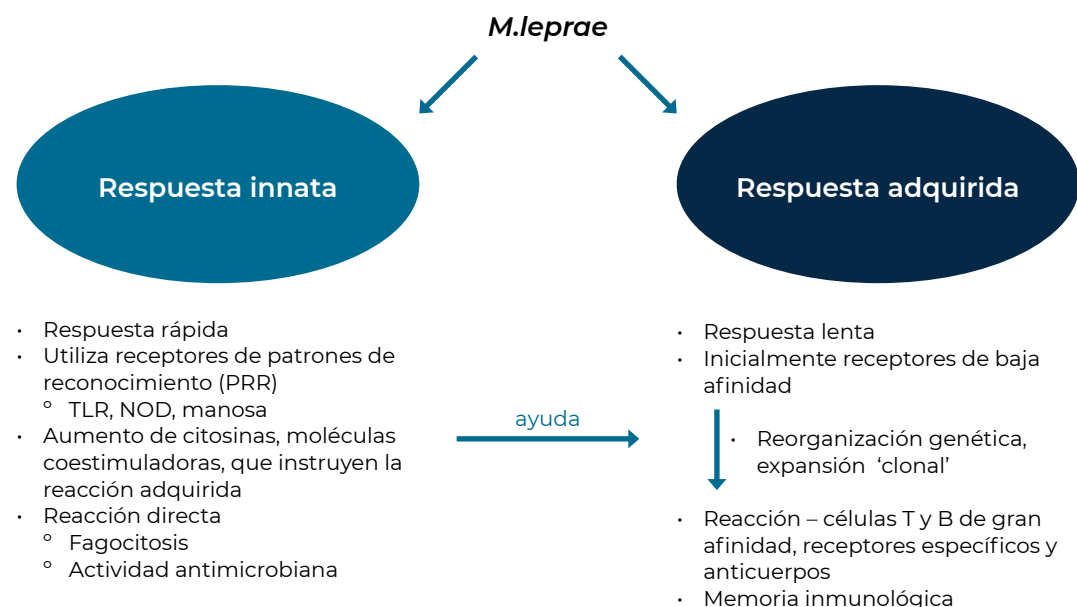 M.leprae
Respuesta innata
• Respuesta rápida
• Utiliza receptores de patrones de
reconocimiento (PRR)
º TLR, NOD, manosa
• Aumento de citosinas, moléculas
coestimuladoras, que instruyen la
reacción adquirida
• Reacción directa
º Fagocitosis
º Actividad antimicrobiana
ayuda
Respuesta adquirida
• Respuesta lenta
• Inicialmente receptores de baja
afinidad
• Reorganización genética,
expansión ‘clonal’
• Reacción – células T y B de gran
afinidad, receptores específicos y
anticuerpos
• Memoria inmunológica